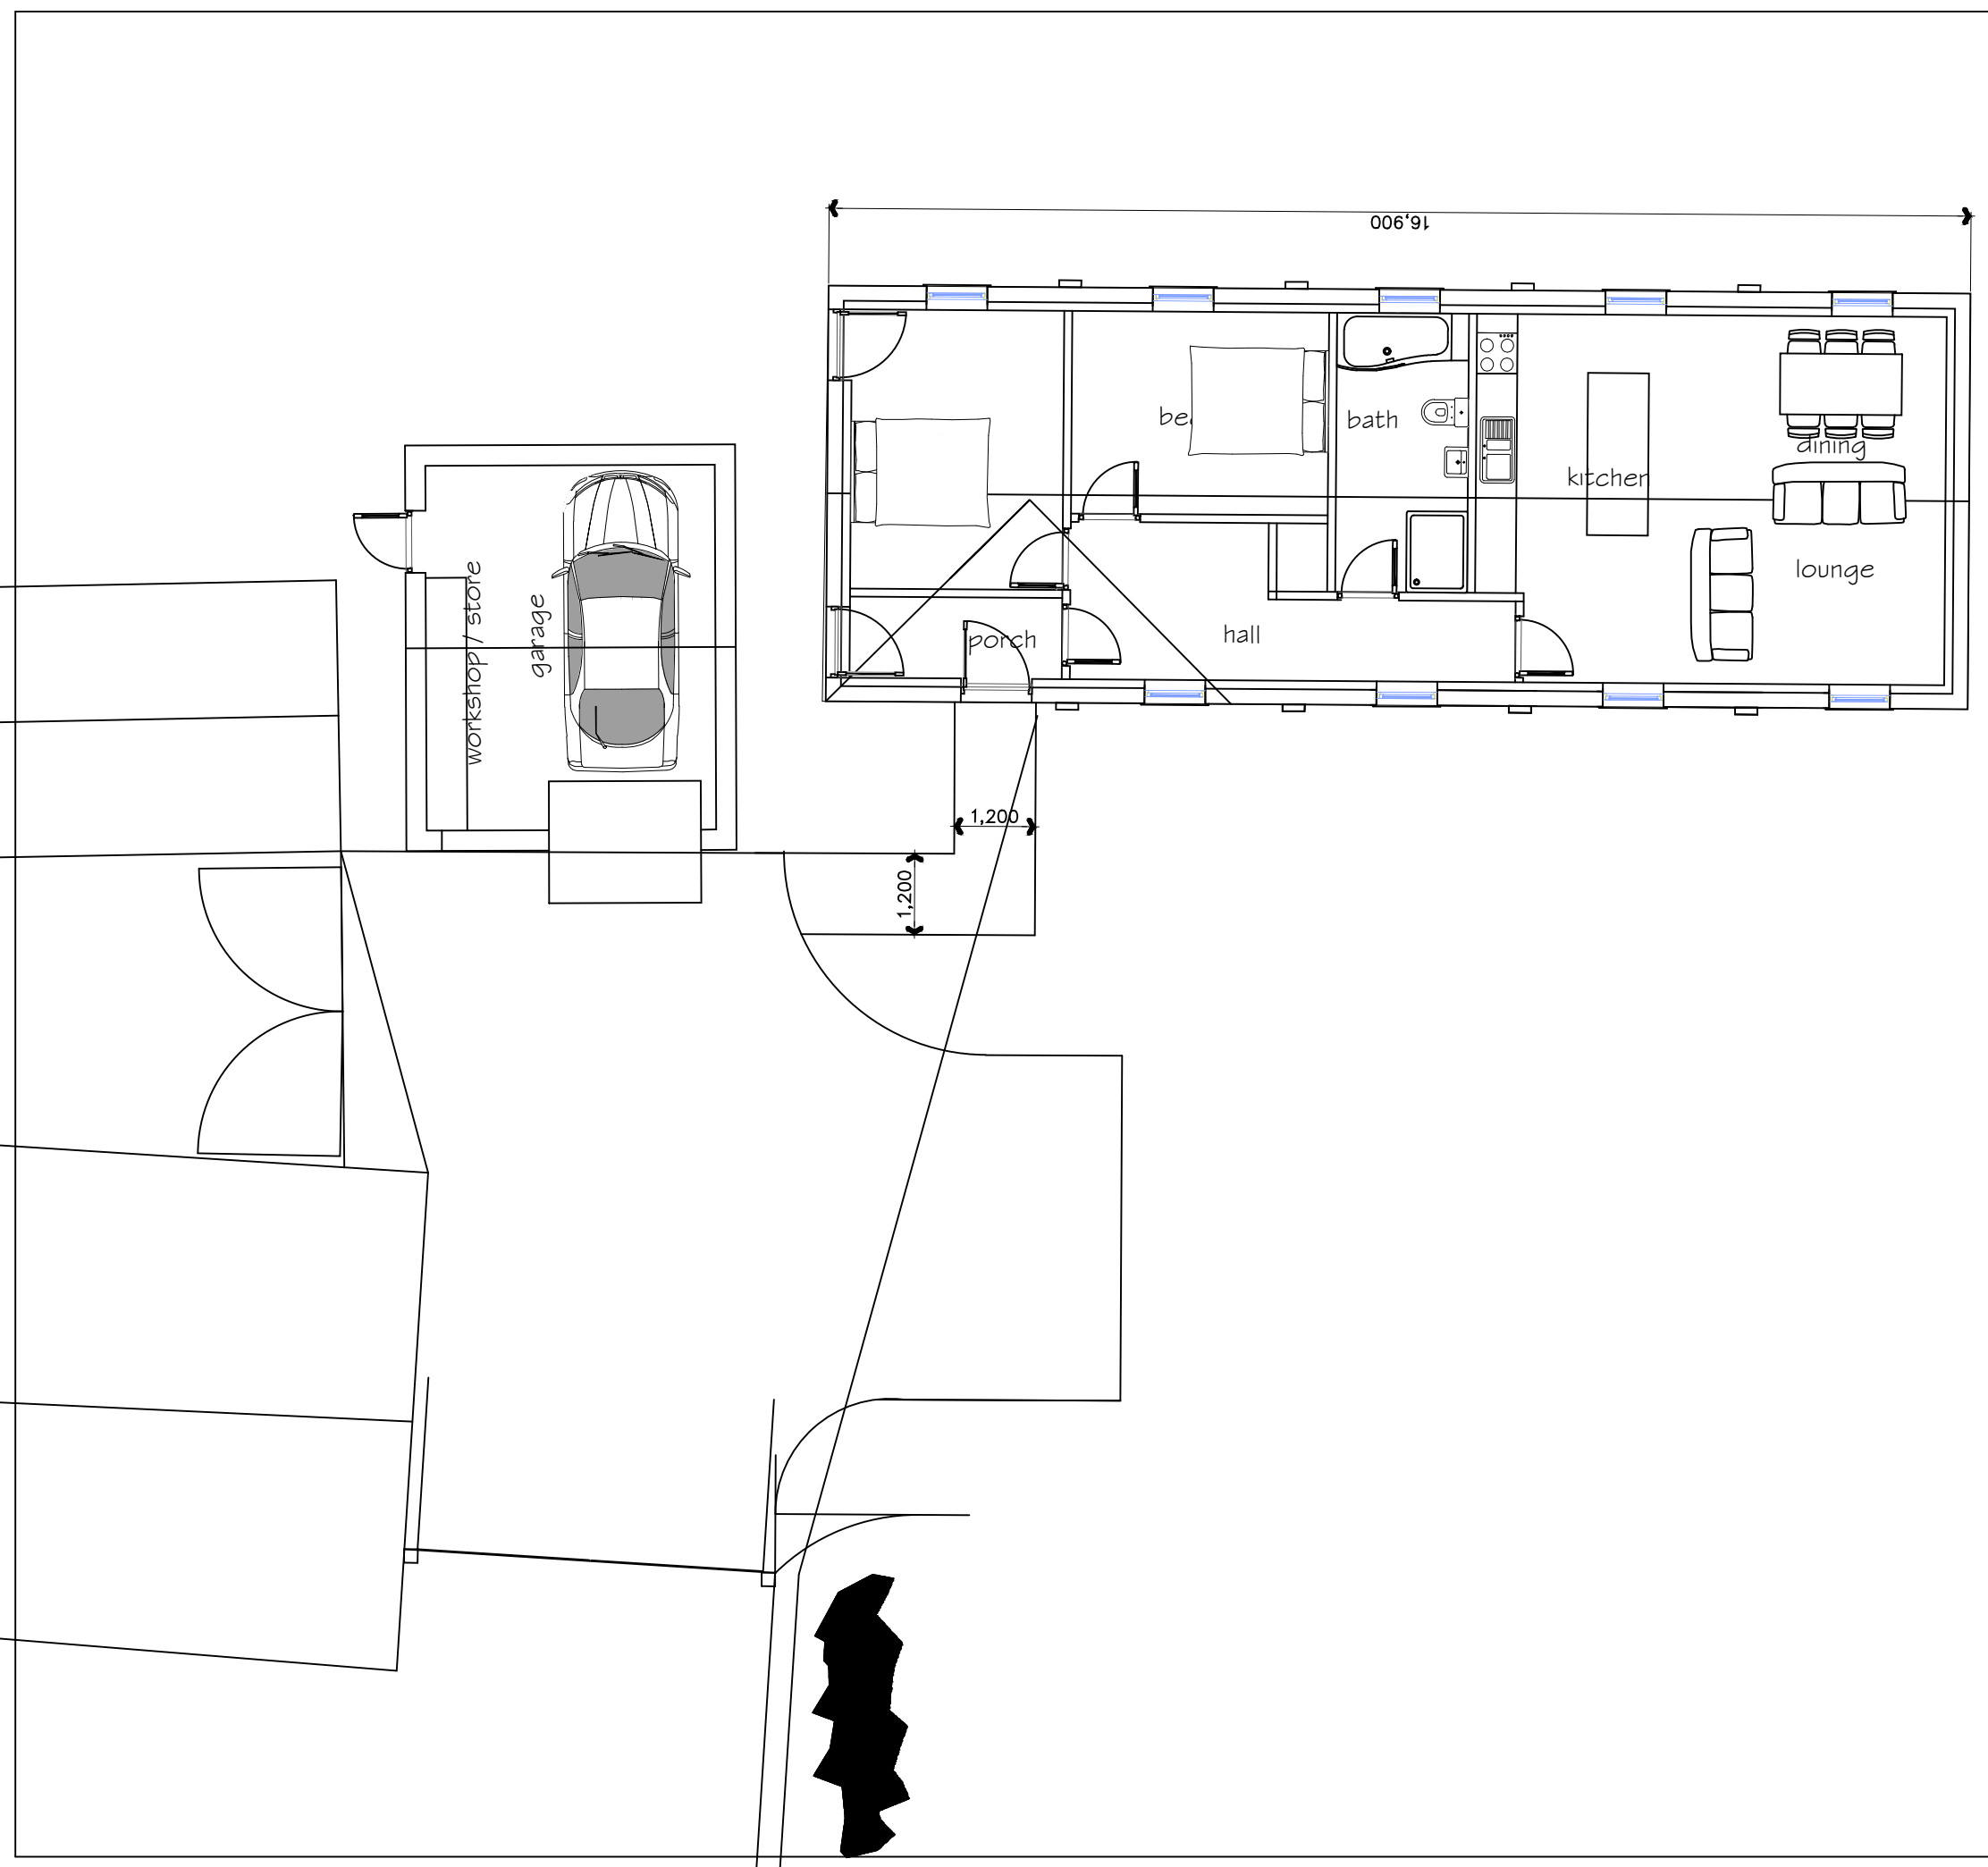 16,900
bath
dining
kitchen
lounge
workshop / store
garage
porch
hall
1,200
1,200